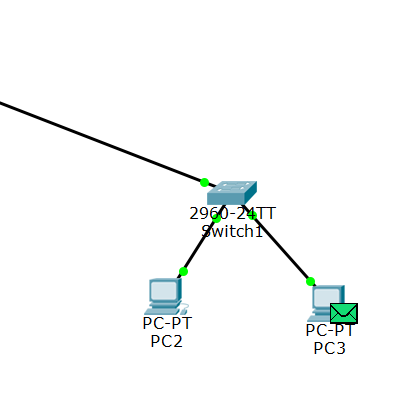 2960-24TT
Switch1
PC-PT
PC2
PC-PT
PC3